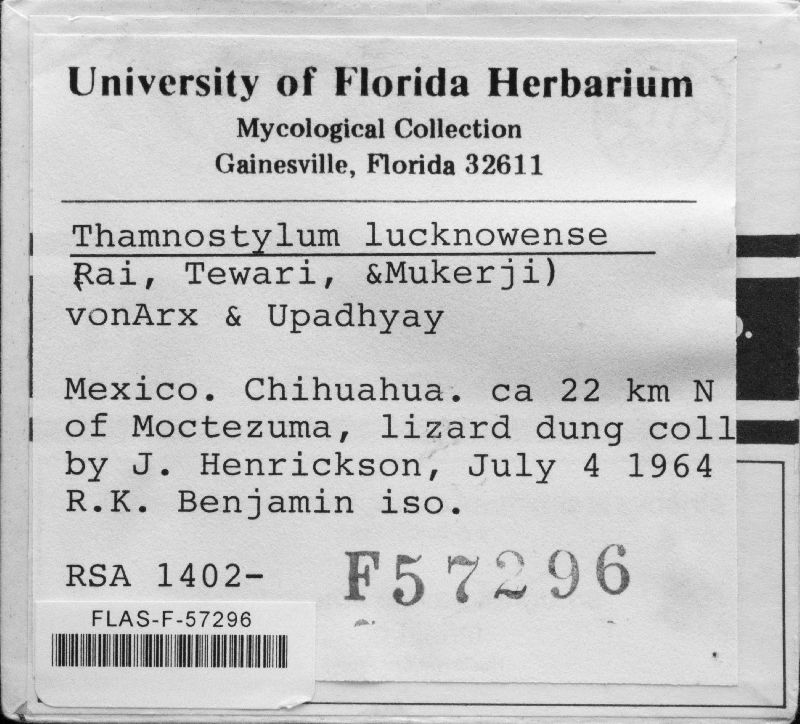 University of Florida Herbarium
Mycological Collection
Gainesville, Florida 32611
Thamnostylum lucknowense
(Rai, Tewari, &Mukerji)
vonArx & Upadhyay
Mexico. Chihuahua. ca 22 km N
of Moctezuma, lizard dung coll
by J. Henrickson, July 4 1964
R.K. Benjamin iso.
RSA 1402-
F57296
FLAS-F-57296